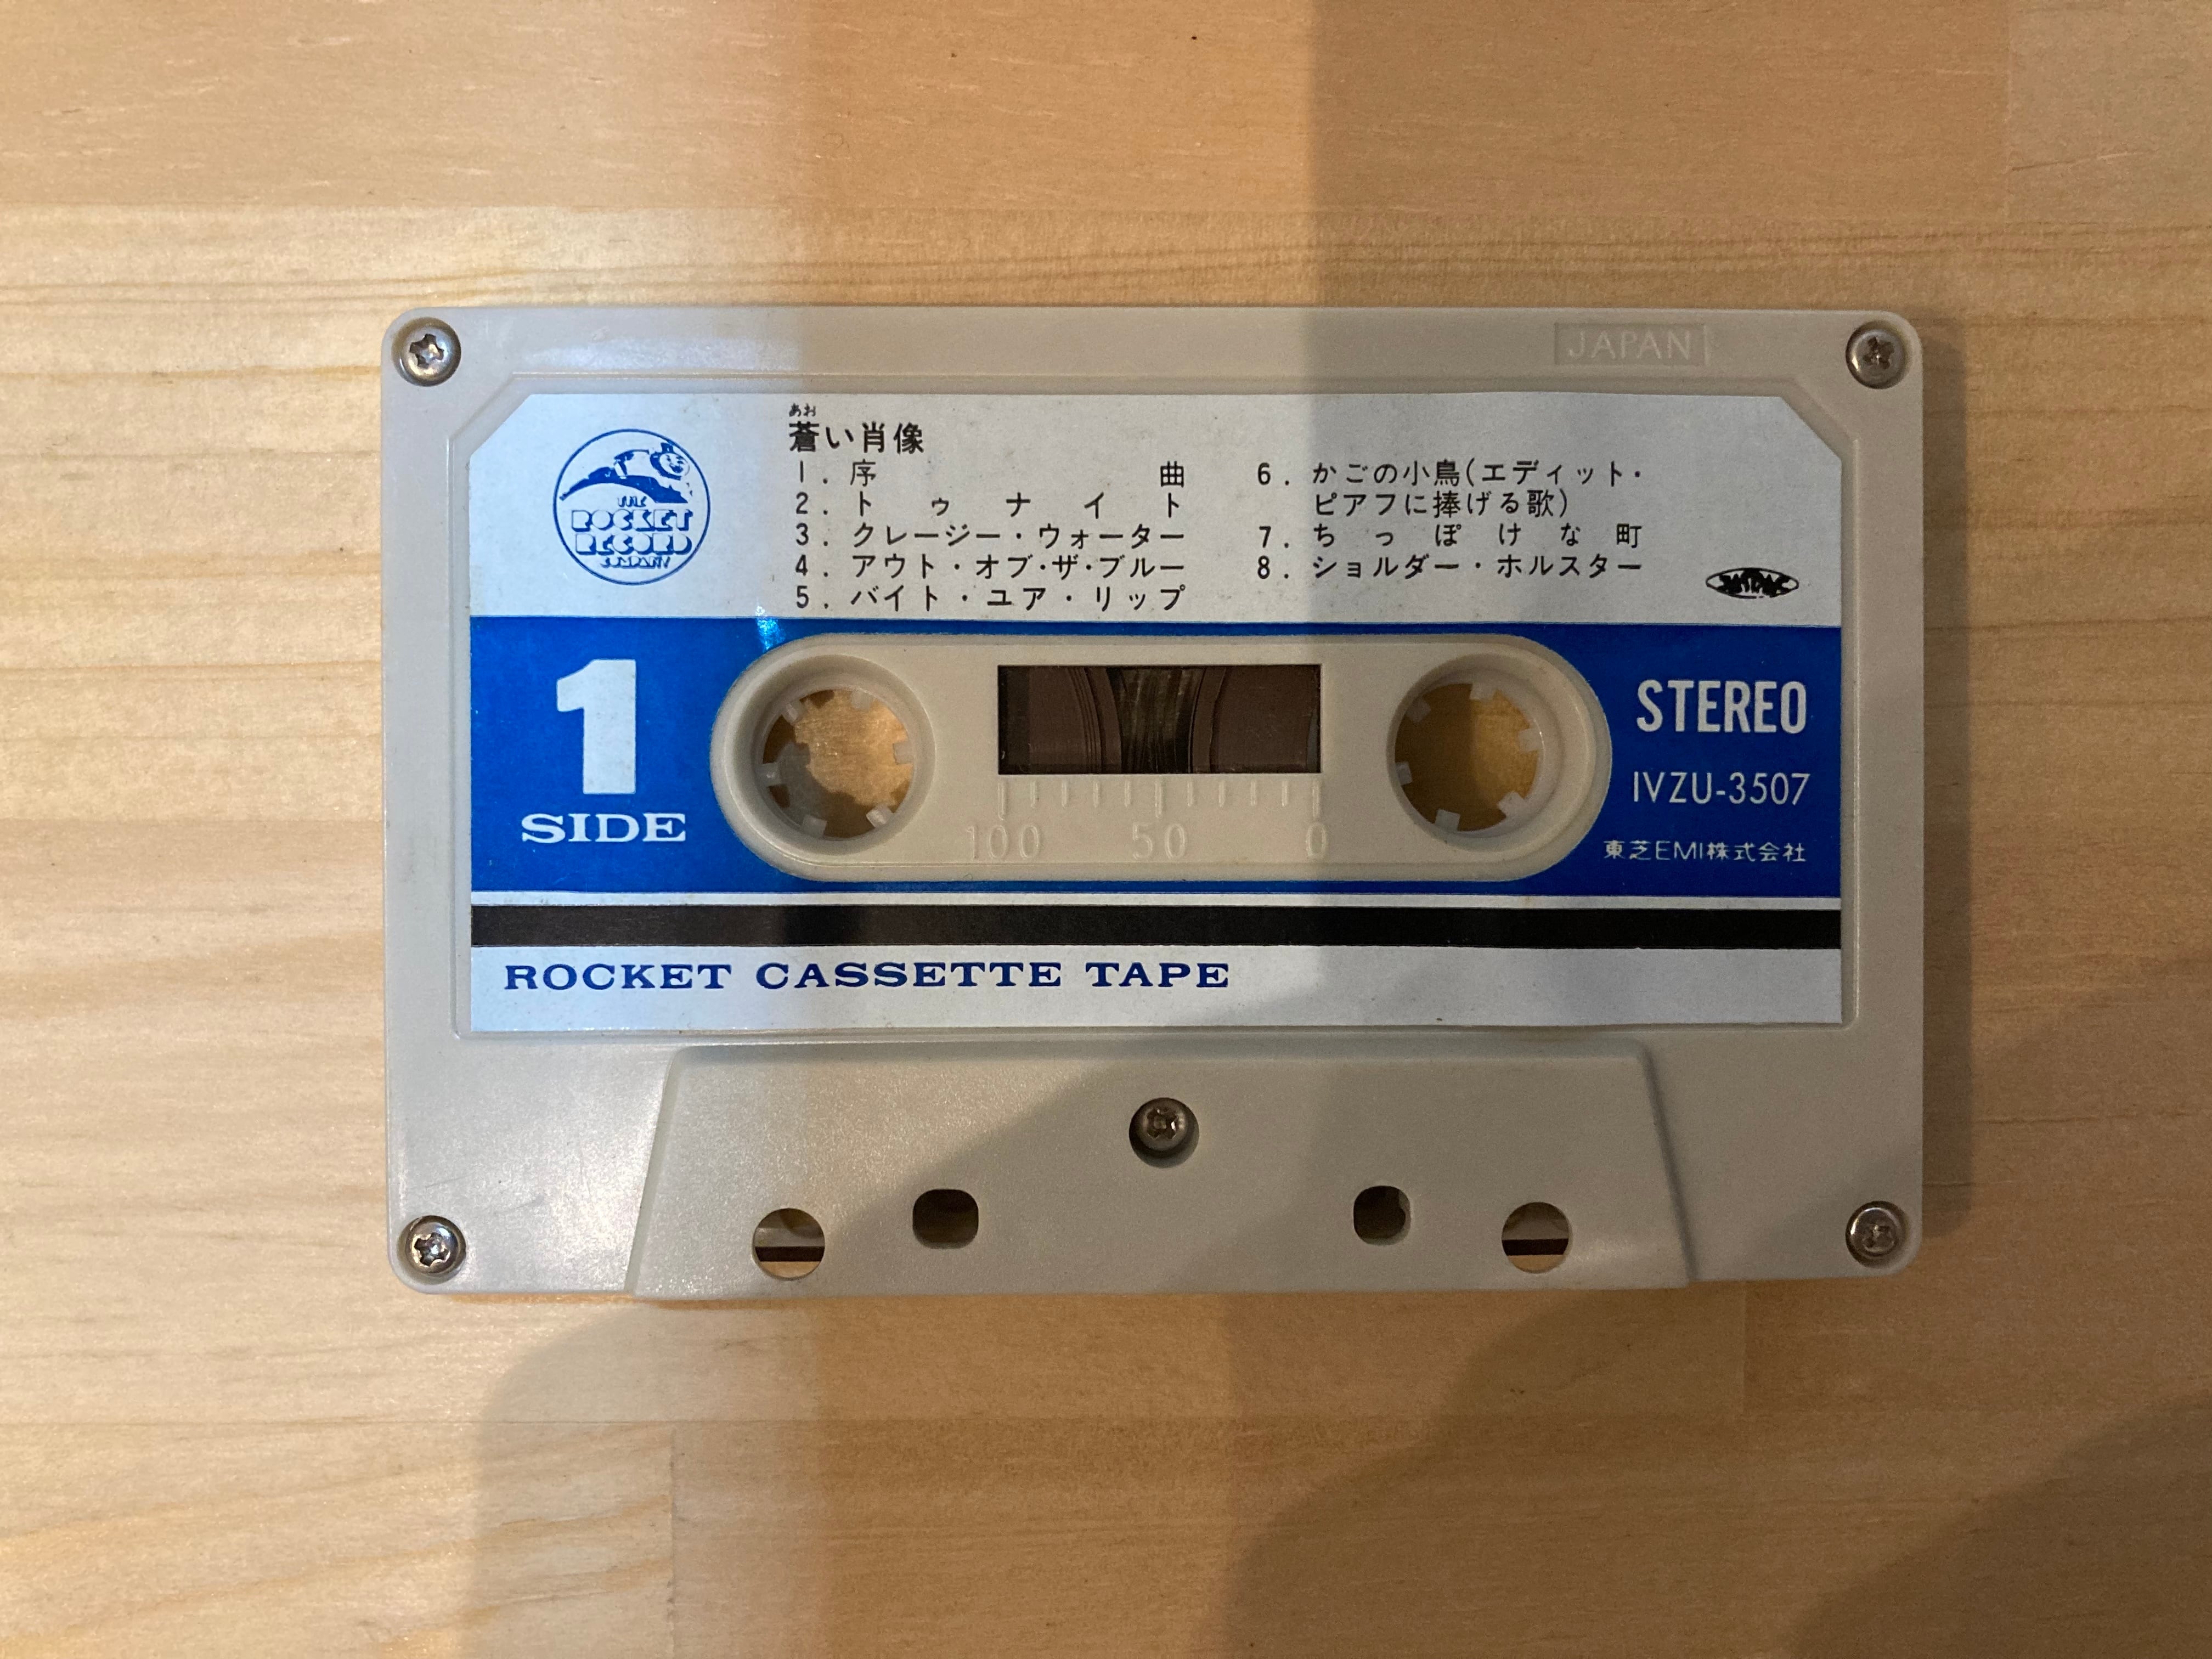 JAPAN
あお
蒼い肖像
1. 序曲
2. トゥナイト
3. クレージー・ウォーター
4. アウト・オブ・ザ・ブルー
5. バイト・ユア・リップ
6. かごの小鳥(エディット・
ピアフに捧げる歌)
7. ちっぽけな町
8. ショルダー・ホルスター
THE
ROCKET
RECORD
COMPANY
JASRAC
1
SIDE
STEREO
IVZU-3507
東芝EMI株式会社
100 50 0
ROCKET CASSETTE TAPE